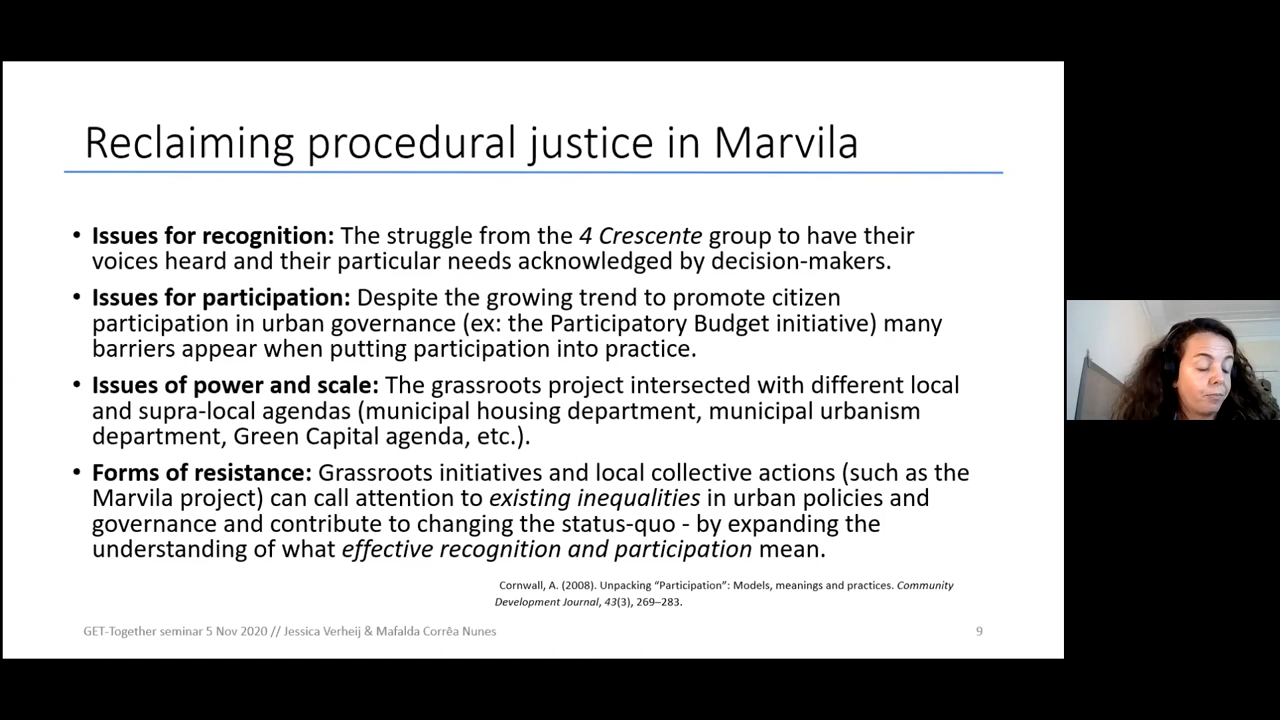 Reclaiming procedural justice in Marvila
• Issues for recognition: The struggle from the 4 Crescente group to have their
voices heard and their particular needs acknowledged by decision-makers.
• Issues for participation: Despite the growing trend to promote citizen
participation in urban governance (ex: the Participatory Budget initiative) many
barriers appear when putting participation into practice.
• Issues of power and scale: The grassroots project intersected with different local
and supra-local agendas (municipal housing department, municipal urbanism
department, Green Capital agenda, etc.).
• Forms of resistance: Grassroots initiatives and local collective actions (such as the
Marvila project) can call attention to existing inequalities in urban policies and
governance and contribute to changing the status-quo - by expanding the
understanding of what effective recognition and participation mean.
Cornwall, A. (2008). Unpacking “Participation”: Models, meanings and practices. Community
Development Journal, 43(3), 269–283.
GET-Together seminar 5 Nov 2020 // Jessica Verheij & Mafalda Corrêa Nunes
9